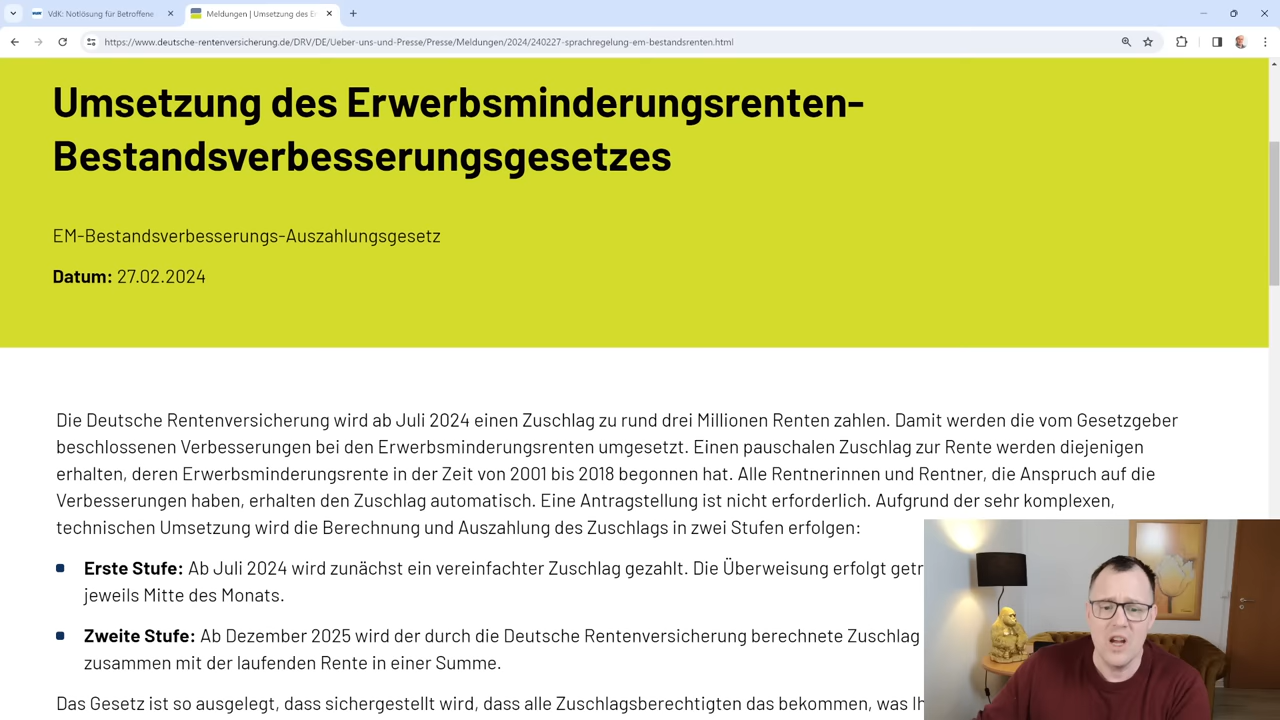 VdK: Notlösung für Betroffene
Meldungen | Umsetzung des
https://www.deutsche-rentenversicherung.de/DRV/DE/Ueber-uns-und-Presse/Presse/Meldungen/2024/240227-sprachregelung-em-bestandsrenten.html
Umsetzung des Erwerbsminderungsrenten-
Bestandsverbesserungsgesetzes
EM-Bestandsverbesserungs-Auszahlungsgesetz
Datum: 27.02.2024
Die Deutsche Rentenversicherung wird ab Juli 2024 einen Zuschlag zu rund drei Millionen Renten zahlen. Damit werden die vom Gesetzgeber
beschlossenen Verbesserungen bei den Erwerbsminderungsrenten umgesetzt. Einen pauschalen Zuschlag zur Rente werden diejenigen
erhalten, deren Erwerbsminderungsrente in der Zeit von 2001 bis 2018 begonnen hat. Alle Rentnerinnen und Rentner, die Anspruch auf die
Verbesserungen haben, erhalten den Zuschlag automatisch. Eine Antragstellung ist nicht erforderlich. Aufgrund der sehr komplexen,
technischen Umsetzung wird die Berechnung und Auszahlung des Zuschlags in zwei Stufen erfolgen:
Erste Stufe: Ab Juli 2024 wird zunächst ein vereinfachter Zuschlag gezahlt. Die Überweisung erfolgt getr
jeweils Mitte des Monats.
Zweite Stufe: Ab Dezember 2025 wird der durch die Deutsche Rentenversicherung berechnete Zuschlag
zusammen mit der laufenden Rente in einer Summe.
Das Gesetz ist so ausgelegt, dass sichergestellt wird, dass alle Zuschlagsberechtigten das bekommen, was